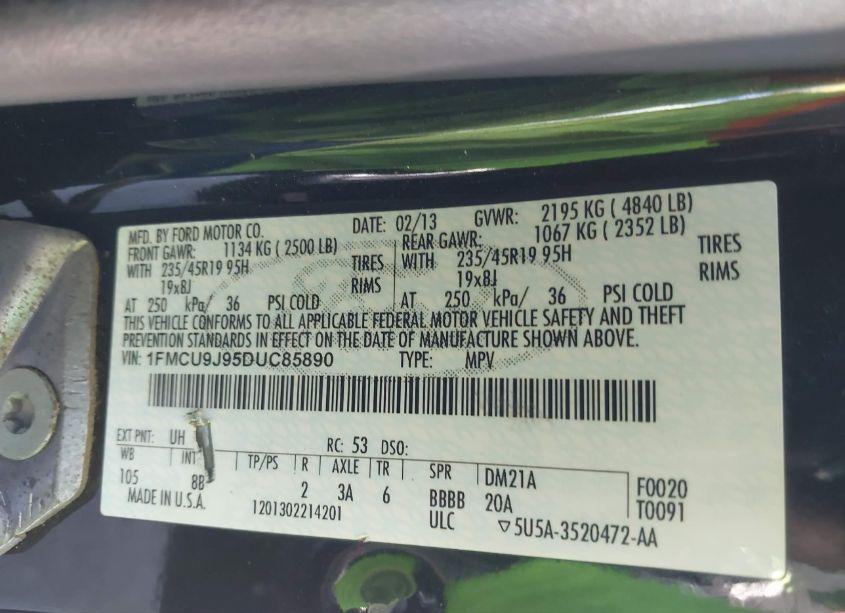 MFD. BY FORD MOTOR CO. DATE: 02/13 GVWR: 2195 KG ( 4840 LB)
FRONT GAWR: 1134 KG ( 2500 LB) REAR GAWR: 1067 KG ( 2352 LB)
WITH 235/45R19 95H TIRES WITH 235/45R19 95H TIRES
19x8J RIMS 19x8J RIMS
AT 250 kPa/ 36 PSI COLD AT 250 kPa/ 36 PSI COLD
THIS VEHICLE CONFORMS TO ALL APPLICABLE FEDERAL MOTOR VEHICLE SAFETY AND THEFT
PREVENTION STANDARDS IN EFFECT ON THE DATE OF MANUFACTURE SHOWN ABOVE.
VIN: 1FMCU9J95DUC85890 TYPE: MPV
EXT PNT: UH RC: 53 DSO:
WB INT TP/PS R AXLE TR SPR DM21A F0020
105 8B 2 3A 6 BBBB 20A T0091
MADE IN U.S.A. 1201302214201 ULC ▽5U5A-3520472-AA